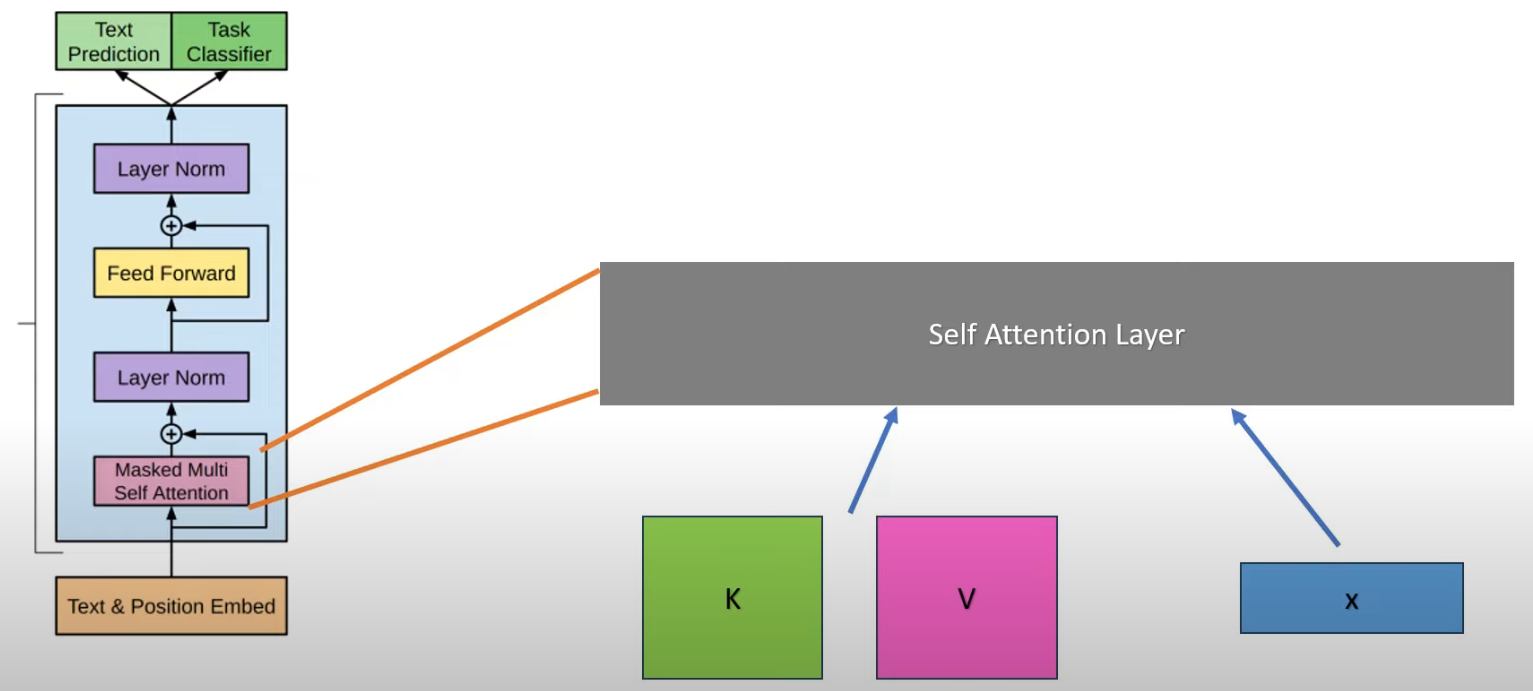 Text
Prediction
Task
Classifier
Layer Norm
Feed Forward
Layer Norm
Masked Multi
Self Attention
Text & Position Embed
Self Attention Layer
K
V
x